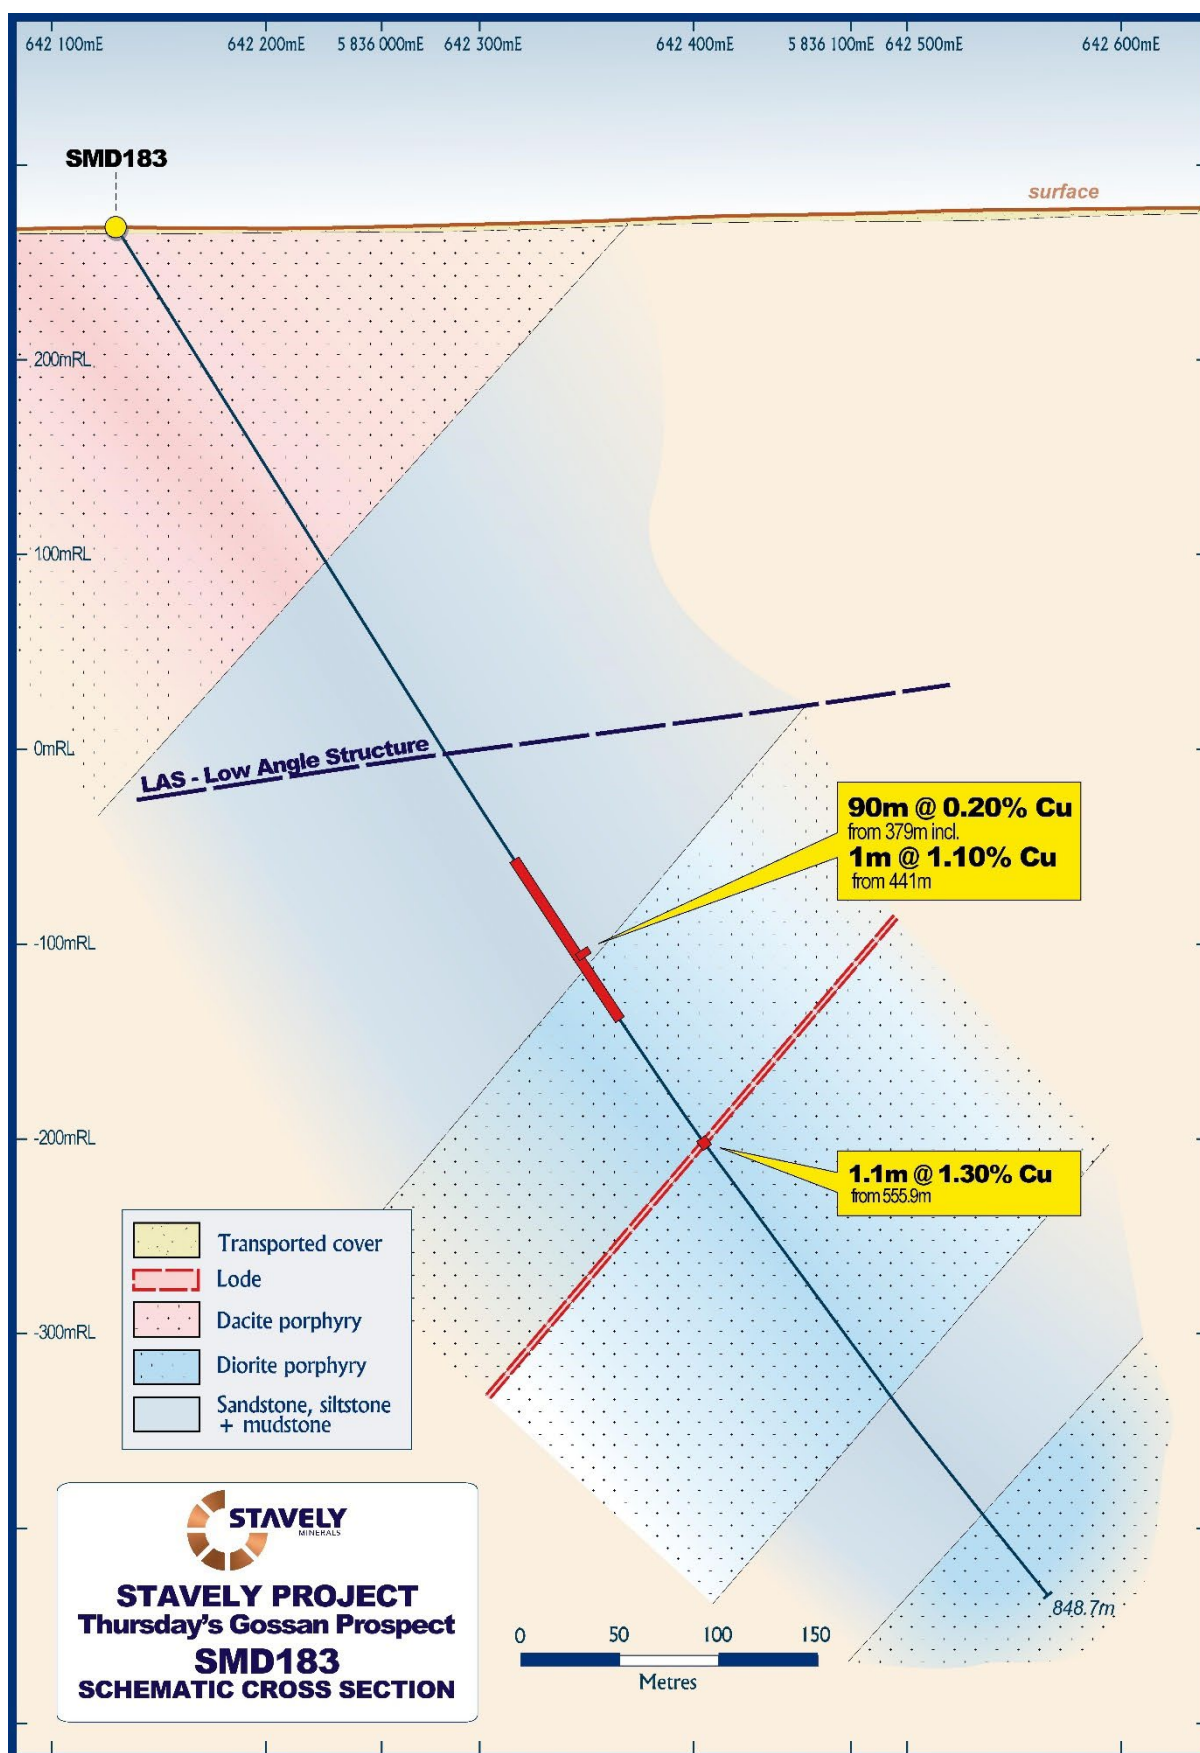 642 100mE
642 200mE
5 836 000mE
642 300mE
642 400mE
5 836 100mE
642 500mE
642 600mE
SMD183
surface
200mRL
100mRL
0mRL
LAS - Low Angle Structure
90m @ 0.20% Cu
from 379m incl.
1m @ 1.10% Cu
from 441m
-100mRL
-200mRL
1.1m @ 1.30% Cu
from 555.9m
-300mRL
Transported cover
Lode
Dacite porphyry
Diorite porphyry
Sandstone, siltstone
+ mudstone
848.7m
STAVELY
MINERALS
STAVELY PROJECT
Thursday's Gossan Prospect
SMD183
SCHEMATIC CROSS SECTION
0
50
100
150
Metres